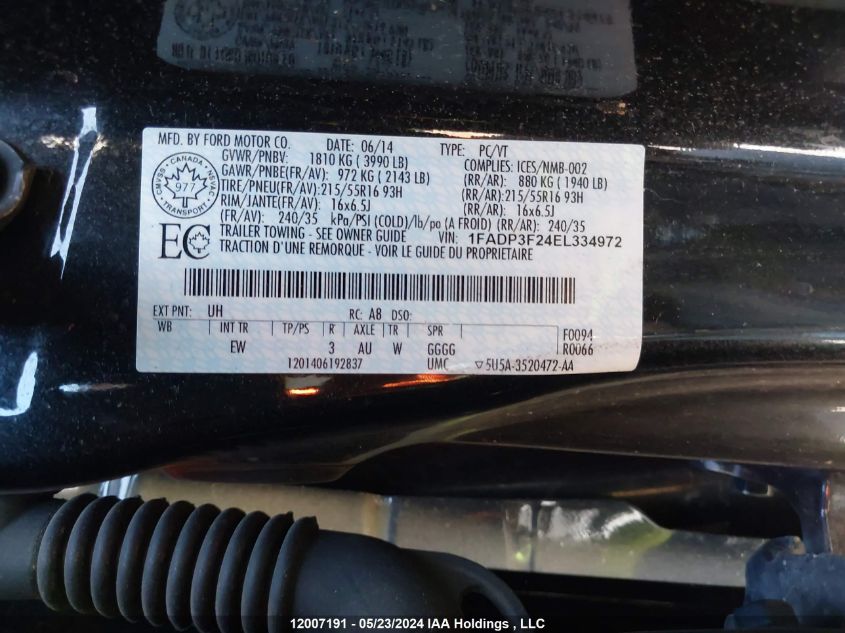 MFD. BY FORD MOTOR CO. DATE: 06/14 TYPE: PC/VT
GVWR/PNBV: 1810 KG ( 3990 LB) COMPLIES: ICES/NMB-002
GAWR/PNBE(FR/AV): 972 KG ( 2143 LB) (RR/AR): 880 KG ( 1940 LB)
TIRE/PNEU(FR/AV):215/55R16 93H (RR/AR):215/55R16 93H
RIM/JANTE(FR/AV): 16x6.5J (RR/AR): 16x6.5J
(FR/AV): 240/35 kPa/PSI (COLD)/lb/po (A FROID) (RR/AR): 240/35
TRAILER TOWING - SEE OWNER GUIDE VIN: 1FADP3F24EL334972
TRACTION D'UNE REMORQUE - VOIR LE GUIDE DU PROPRIETAIRE
CMVSS · CANADA · NSVAC
977
TRANSPORT
EC
EXT PNT: UH RC: A8 DSO:
WB INT TR TP/PS R AXLE TR SPR F0094
EW 3 AU W GGGG R0066
1201406192837 UMC ▽5U5A-3520472-AA
12007191 - 05/23/2024 IAA Holdings , LLC